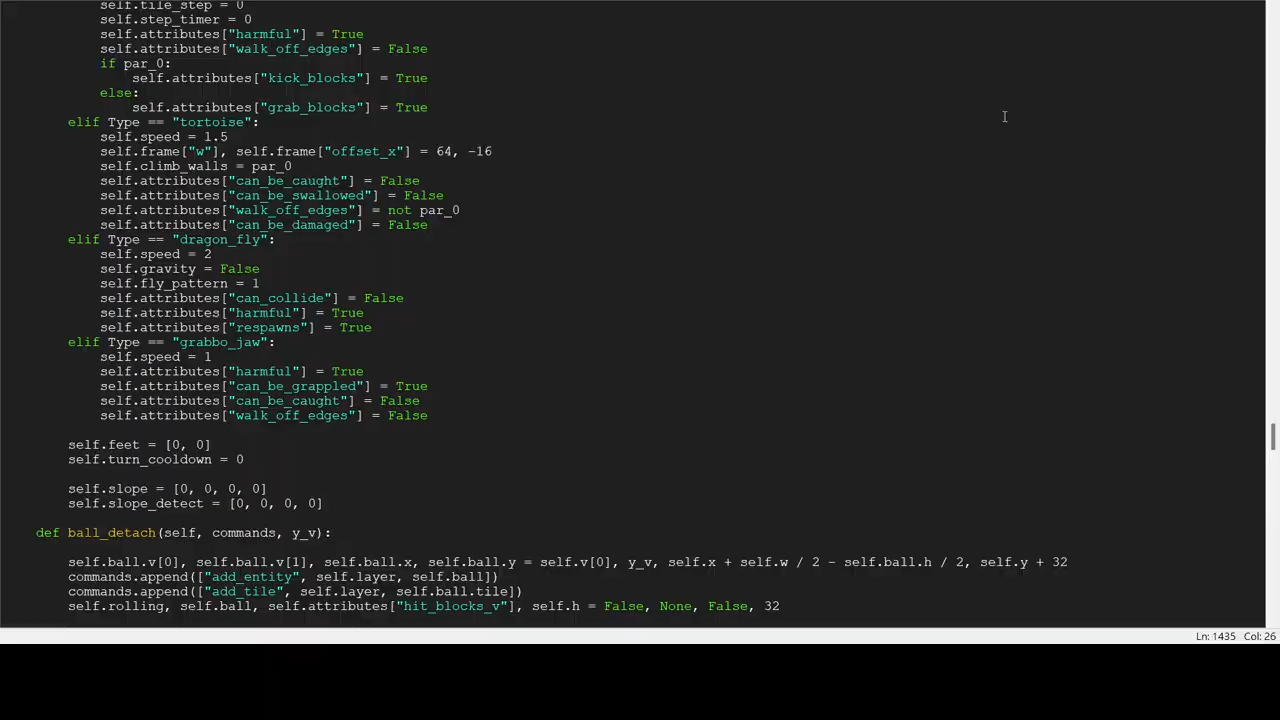 self.tile_step = 0
self.step_timer = 0
self.attributes["harmful"] = True
self.attributes["walk_off_edges"] = False
if par_0:
self.attributes["kick_blocks"] = True
else:
self.attributes["grab_blocks"] = True
elif Type == "tortoise":
self.speed = 1.5
self.frame["w"], self.frame["offset_x"] = 64, -16
self.climb_walls = par_0
self.attributes["can_be_caught"] = False
self.attributes["can_be_swallowed"] = False
self.attributes["walk_off_edges"] = not par_0
self.attributes["can_be_damaged"] = False
elif Type == "dragon_fly":
self.speed = 2
self.gravity = False
self.fly_pattern = 1
self.attributes["can_collide"] = False
self.attributes["harmful"] = True
self.attributes["respawns"] = True
elif Type == "grabbo_jaw":
self.speed = 1
self.attributes["harmful"] = True
self.attributes["can_be_grappled"] = True
self.attributes["can_be_caught"] = False
self.attributes["walk_off_edges"] = False
self.feet = [0, 0]
self.turn_cooldown = 0
self.slope = [0, 0, 0, 0]
self.slope_detect = [0, 0, 0, 0]
def ball_detach(self, commands, y_v):
self.ball.v[0], self.ball.v[1], self.ball.x, self.ball.y = self.v[0], y_v, self.x + self.w / 2 - self.ball.h / 2, self.y + 32
commands.append(["add_entity", self.layer, self.ball])
commands.append(["add_tile", self.layer, self.ball.tile])
self.rolling, self.ball, self.attributes["hit_blocks_v"], self.h = False, None, False, 32
Ln: 1435 Col: 26